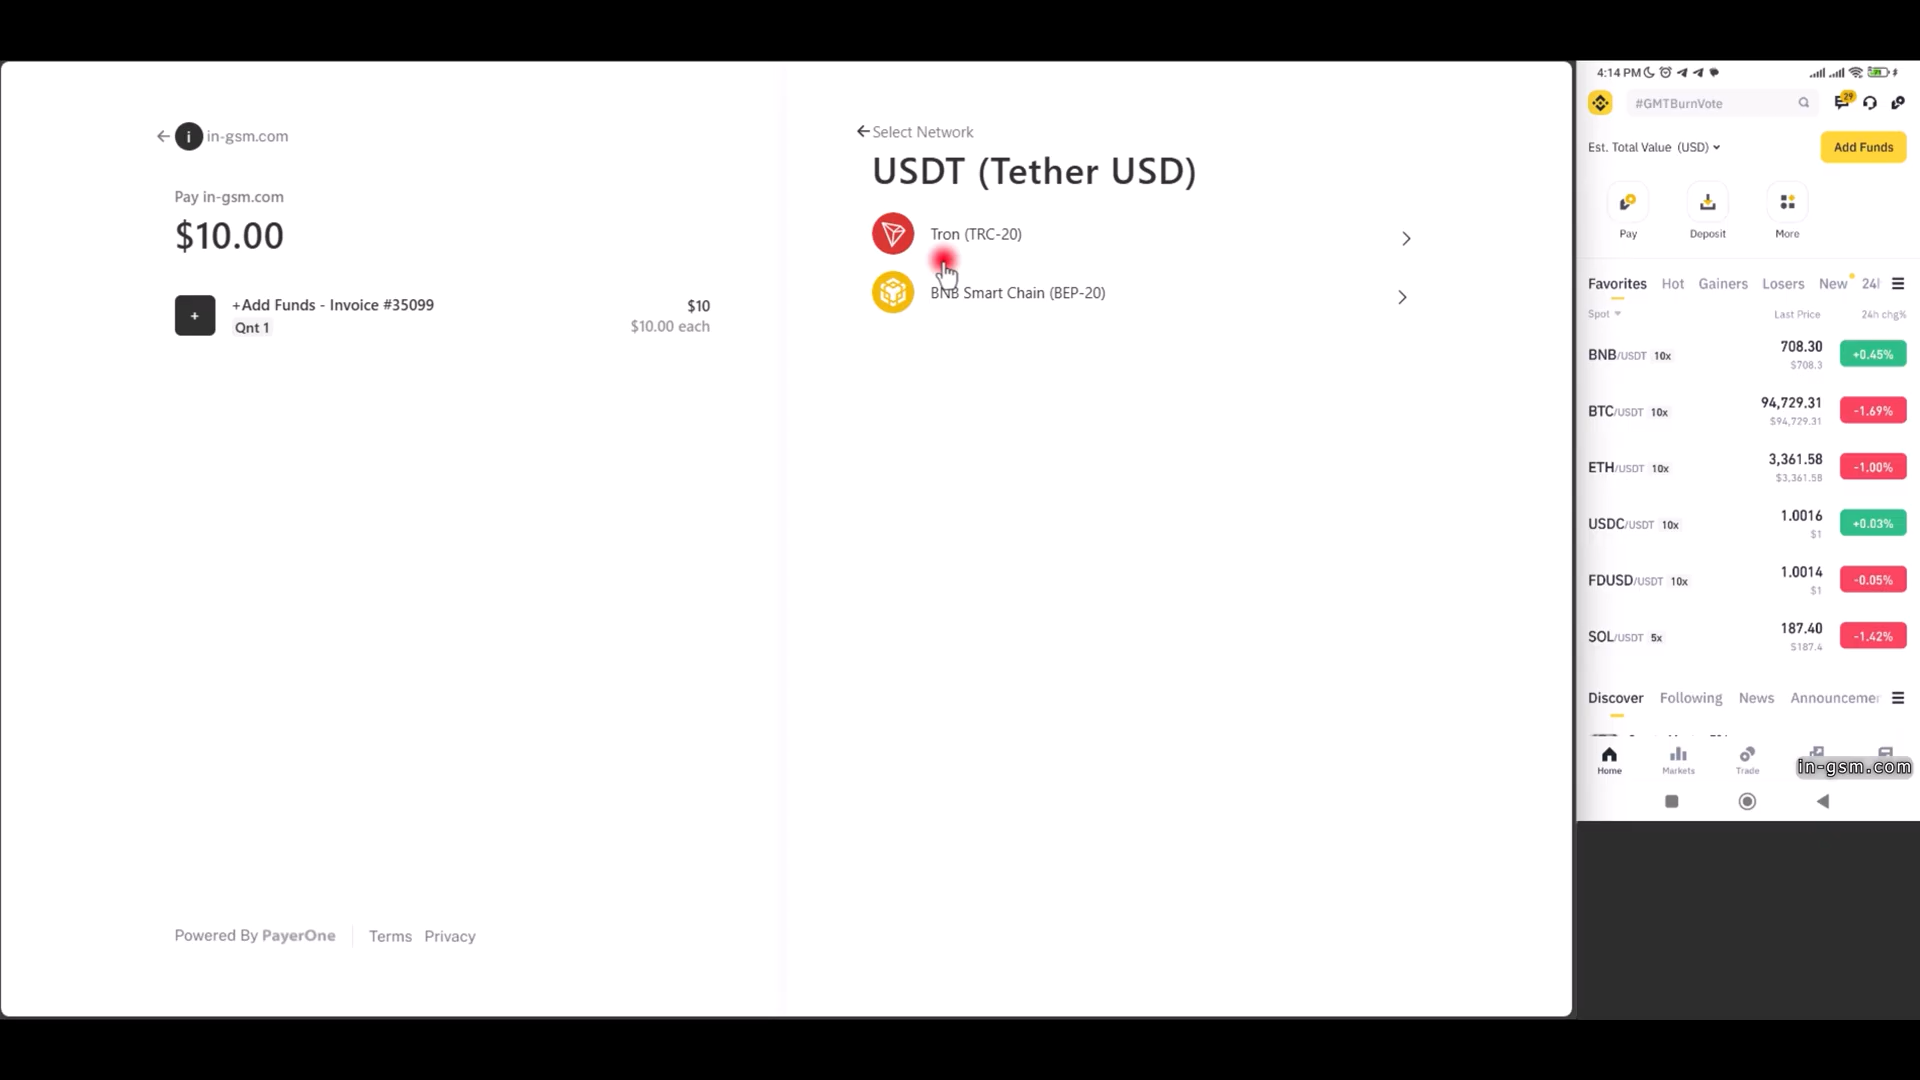 in-gsm.com
Pay in-gsm.com
$10.00
+
+Add Funds - Invoice #35099
$10
Qnt 1
$10.00 each
Powered By PayerOne
Terms
Privacy
Select Network
USDT (Tether USD)
Tron (TRC-20)
BNB Smart Chain (BEP-20)
4:14 PM
#GMTBurnVote
29
Est. Total Value (USD)
Add Funds
Pay
Deposit
More
Favorites
Hot
Gainers
Losers
New
Spot
Last Price
24h chg%
BNB/USDT 10x
708.30
+0.45%
$708.3
BTC/USDT 10x
94,729.31
-1.69%
$94,729.31
ETH/USDT 10x
3,361.58
-1.00%
$3,361.58
USDC/USDT 10x
1.0016
+0.03%
$1
FDUSD/USDT 10x
1.0014
-0.05%
$1
SOL/USDT 5x
187.40
-1.42%
$187.4
Discover
Following
News
Announcemer
Home
Markets
Trade
in-gsm.com